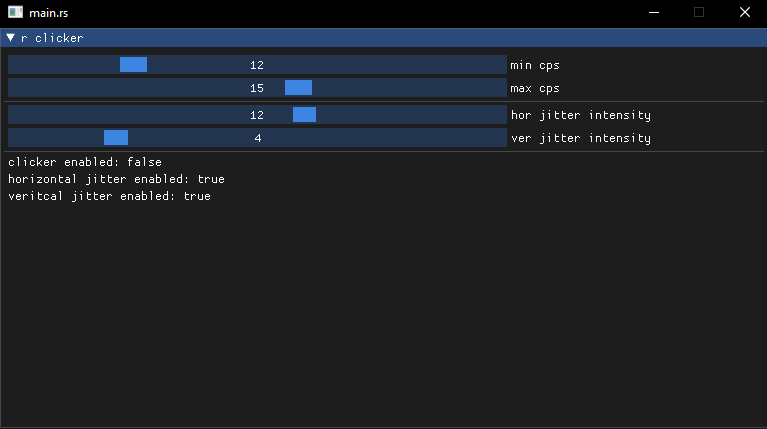 main.rs
r clicker
12 min cps
15 max cps
12 hor jitter intensity
4 ver jitter intensity
clicker enabled: false
horizontal jitter enabled: true
veritcal jitter enabled: true